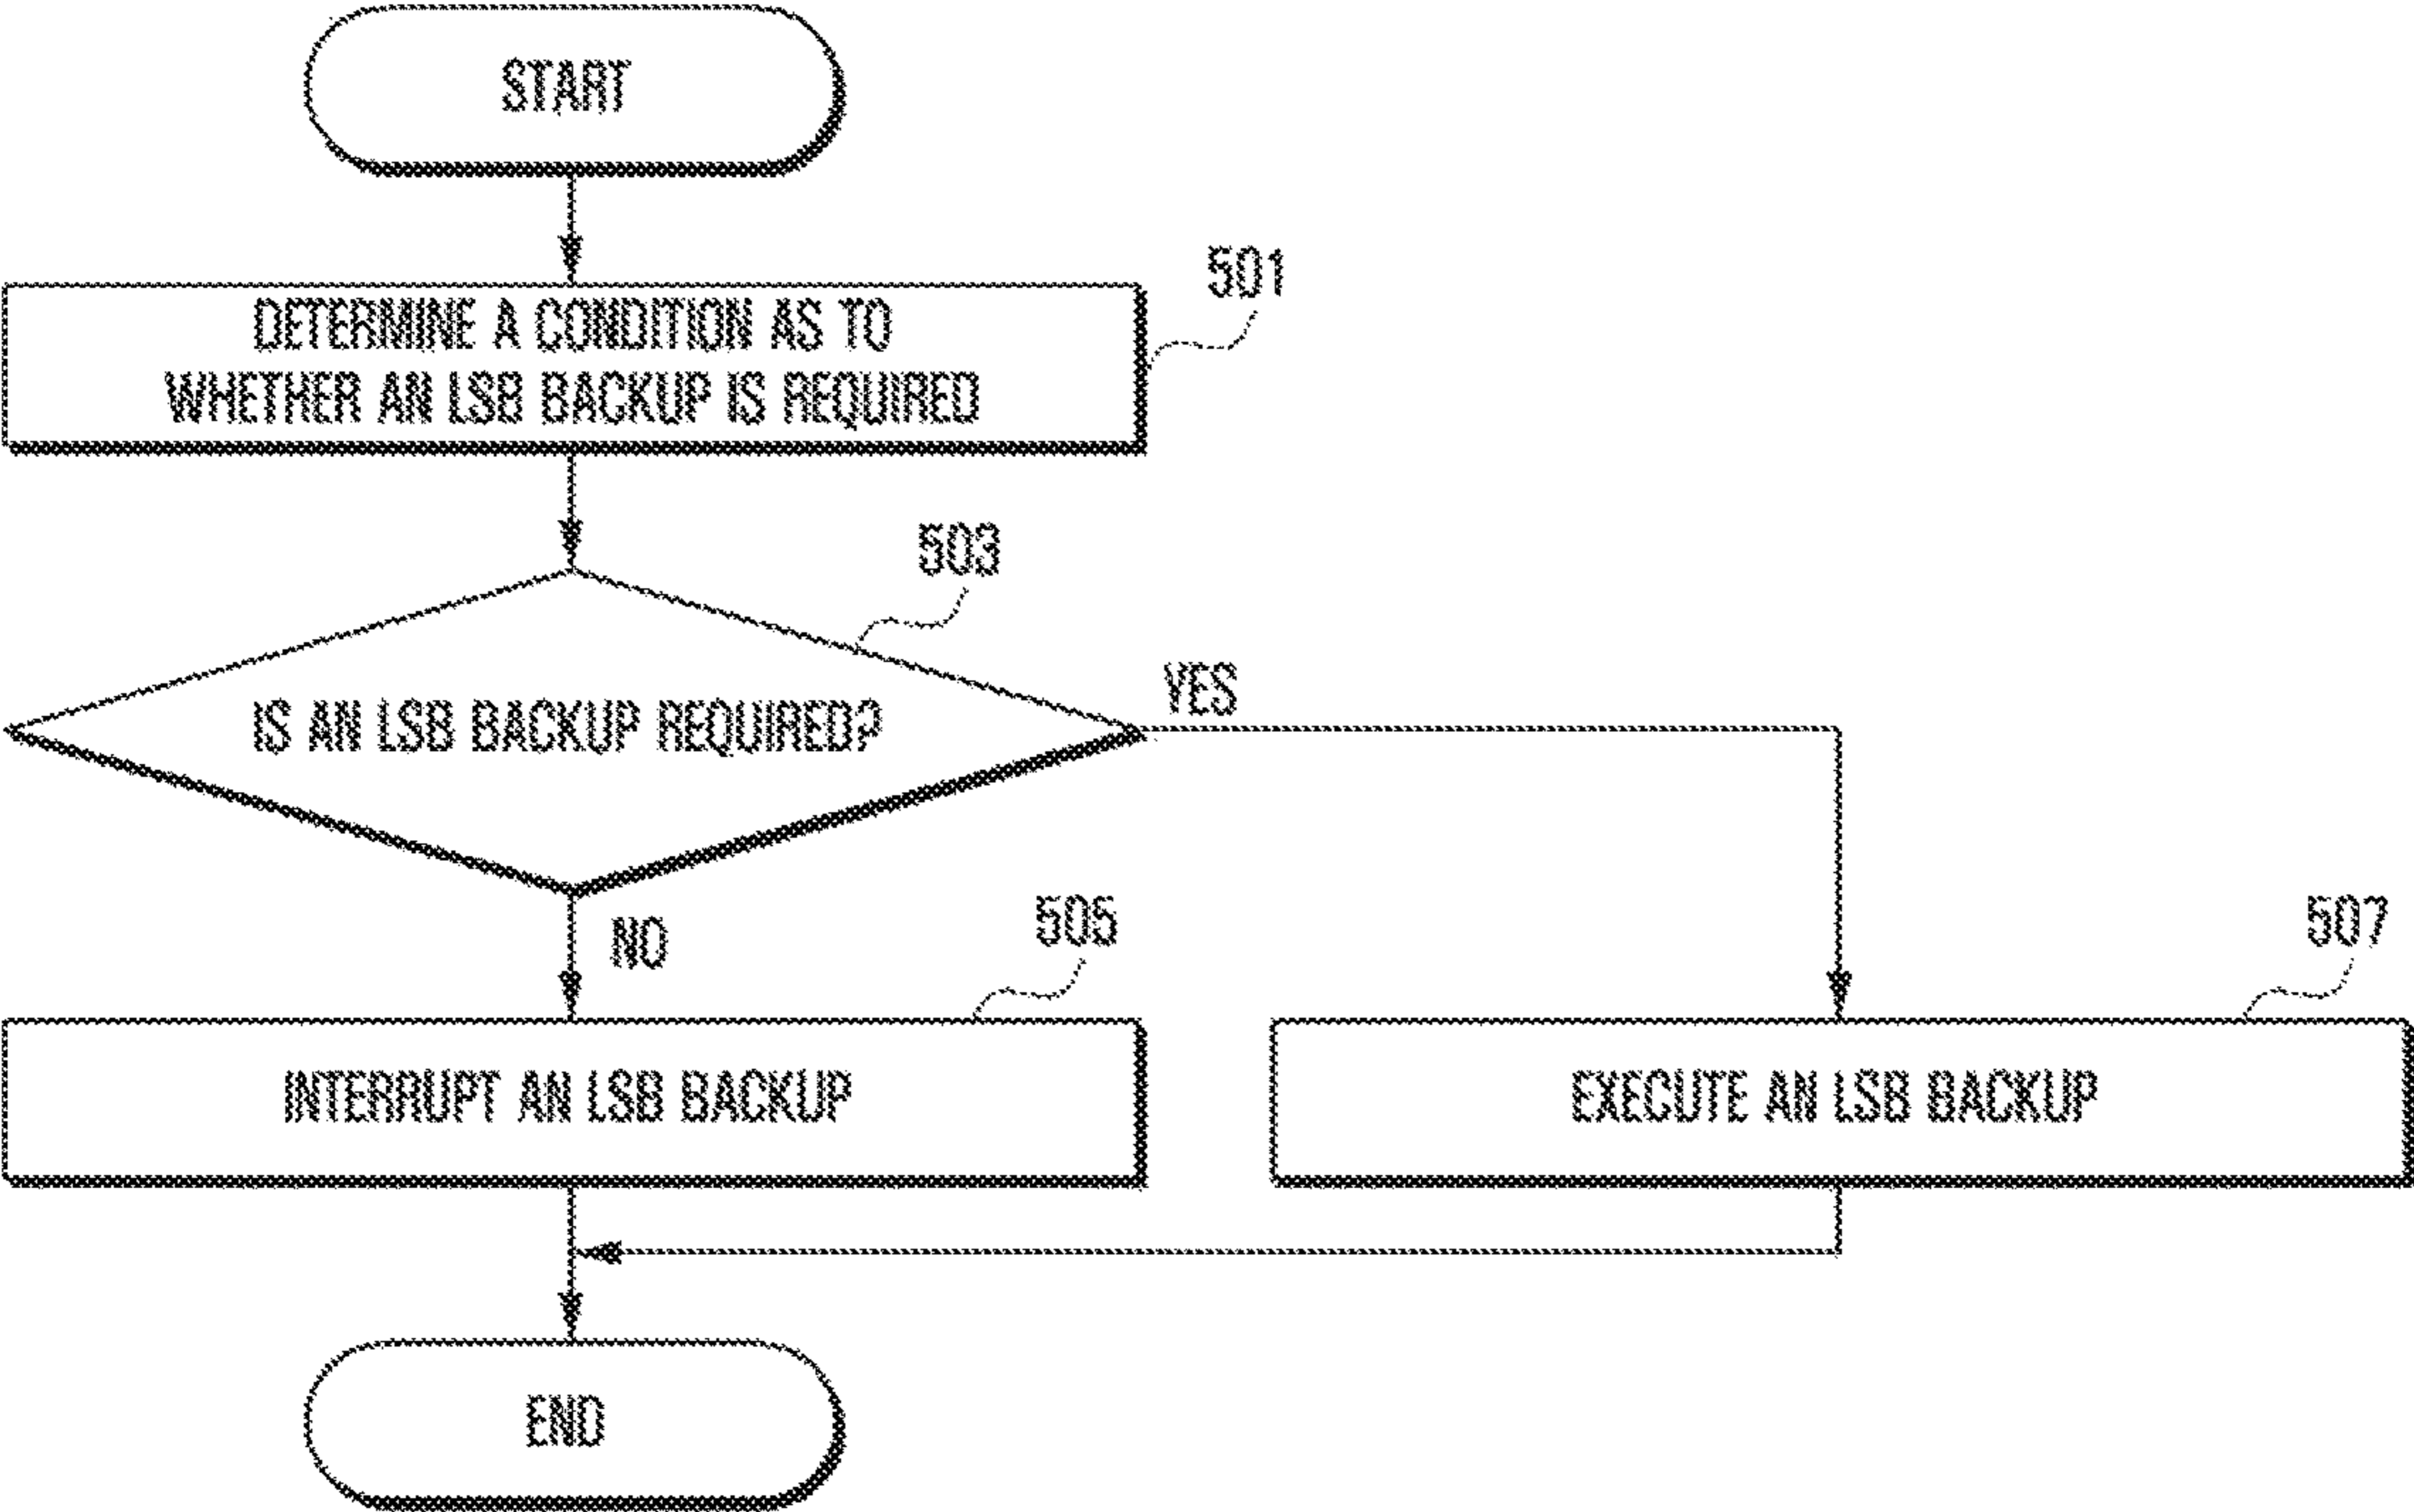 START
501
DETERMINE A CONDITION AS TO
WHETHER AN LSB BACKUP IS REQUIRED
503
YES
IS AN LSB BACKUP REQUIRED?
NO
505
507
INTERRUPT AN LSB BACKUP
EXECUTE AN LSB BACKUP
END